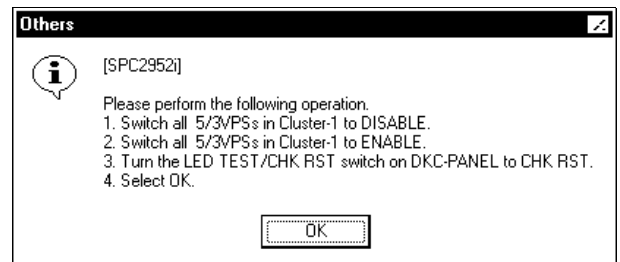 Others
[SPC2952i]
Please perform the following operation.
1. Switch all 5/3VPSs in Cluster-1 to DISABLE.
2. Switch all 5/3VPSs in Cluster-1 to ENABLE.
3. Turn the LED TEST/CHK RST switch on DKC-PANEL to CHK RST.
4. Select OK.
OK